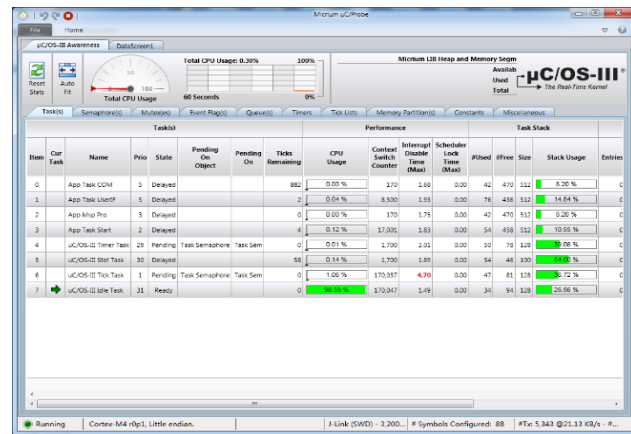 Micrium µC/Probe
File Home
µC/OS-III Awareness DataScreen1
Reset Stats
Auto Fit
50
100
Total CPU Usage
Total CPU Usage: 0.30% 100%
60 Seconds 0%
Micrium LIB Heap and Memory Segm
Availab
Used
Total
µC/OS-III
The Real-Time Kernel
Task(s) Semaphore(s) Mutex(es) Event Flag(s) Queue(s) Timers Tick Lists Memory Partition(s) Constants Miscellaneous
Task(s) Performance Task Stack
Item Cur Task Name Prio State Pending On Object Pending On Ticks Remaining CPU Usage Context Switch Counter Interrupt Disable Time (Max) Scheduler Lock Time (Max) #Used #Free Size Stack Usage Entries
0 App Task COM 5 Delayed 882 0.00 % 170 1.68 0.00 42 470 512 8.20 %
1 App Task UserIF 5 Delayed 2 0.04 % 8,500 1.93 0.00 76 436 512 14.84 %
2 App Msp Pro 3 Delayed 0 0.00 % 170 1.75 0.00 42 470 512 8.20 %
3 App Task Start 2 Delayed 4 0.12 % 17,001 1.83 0.00 54 458 512 10.55 %
4 uC/OS-III Timer Task 29 Pending Task Semaphore Task Sem 0 0.01 % 1,700 2.01 0.00 50 78 128 39.06 %
5 uC/OS-III Stat Task 30 Delayed 58 0.14 % 1,700 1.89 0.00 54 46 100 54.00 %
6 uC/OS-III Tick Task 1 Pending Task Semaphore Task Sem 0 1.06 % 170,037 4.70 0.00 47 81 128 36.72 %
7 uC/OS-III Idle Task 31 Ready 0 98.59 % 170,047 1.49 0.00 34 94 128 26.56 %
Running Cortex-M4 r0p1, Little endian. J-Link (SWD) - 3,200... # Symbols Configured: 88 #Tx: 5,343 @21.13 KB/s - #...